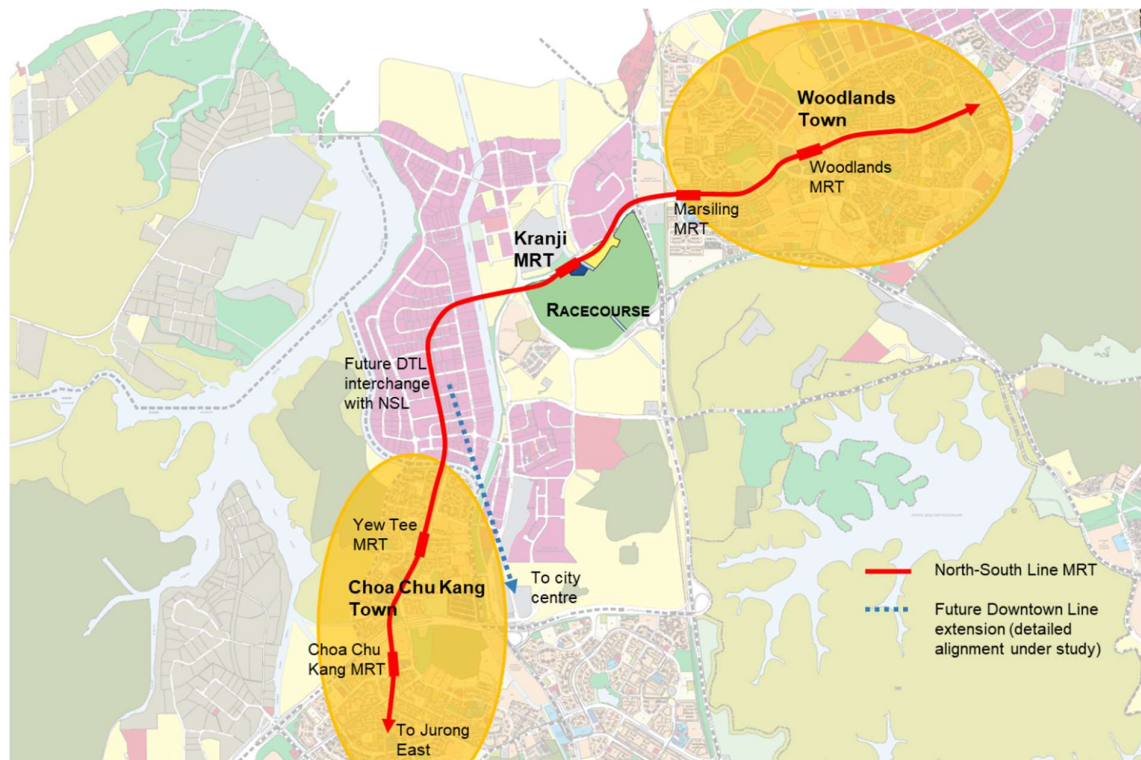 Woodlands
Town
Woodlands
MRT
Marsiling
MRT
Kranji
MRT
RACECOURSE
Future DTL
interchange
with NSL
Yew Tee
MRT
Choa Chu Kang
Town
To city
centre
Choa Chu
Kang MRT
To Jurong
East
North-South Line MRT
Future Downtown Line
extension (detailed
alignment under study)